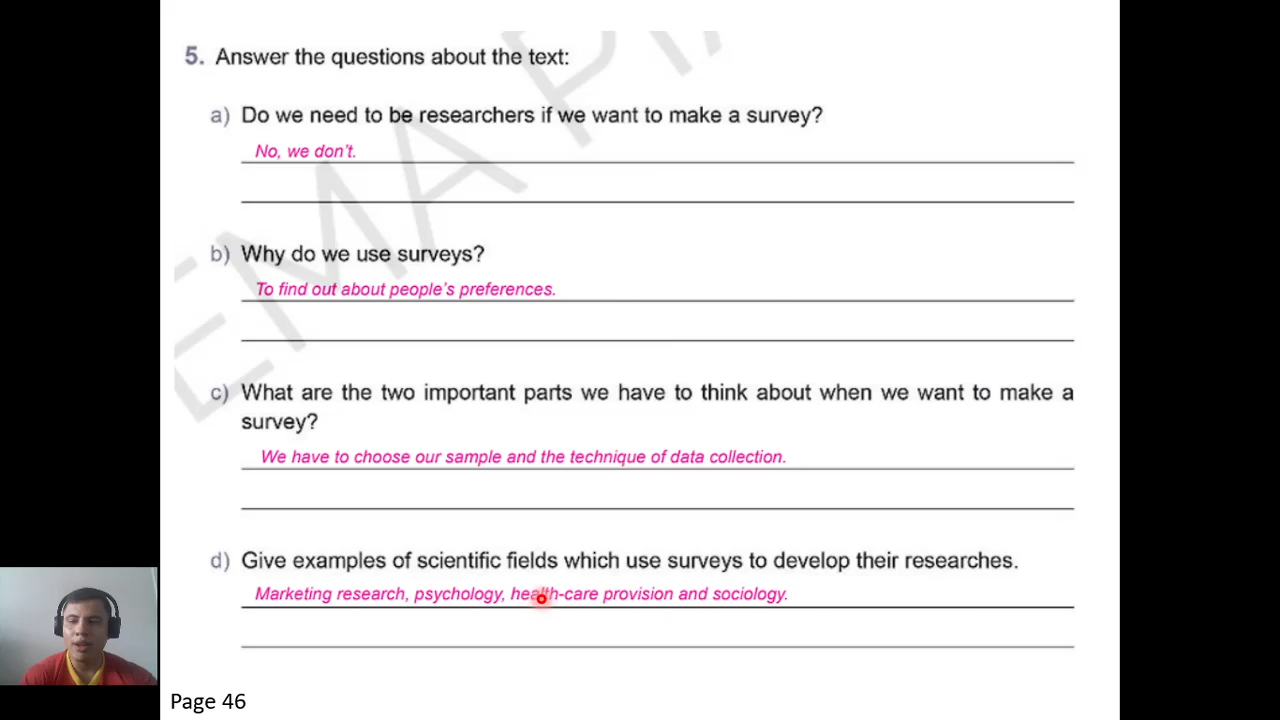 5. Answer the questions about the text:
a) Do we need to be researchers if we want to make a survey?
No, we don't.
b) Why do we use surveys?
To find out about people's preferences.
c) What are the two important parts we have to think about when we want to make a
survey?
We have to choose our sample and the technique of data collection.
d) Give examples of scientific fields which use surveys to develop their researches.
Marketing research, psychology, health-care provision and sociology.
Page 46